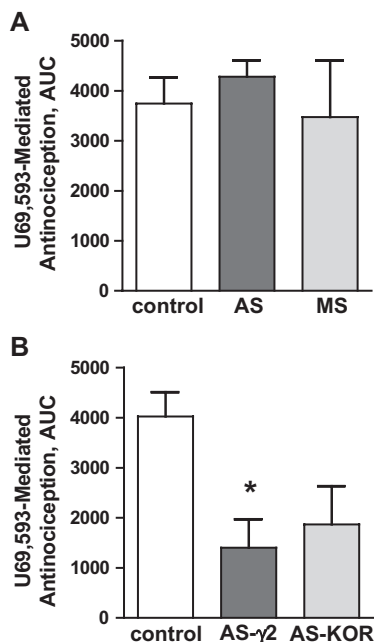 A
U69,593-Mediated
Antinociception, AUC
5000
4000
3000
2000
1000
0
control AS MS
B
U69,593-Mediated
Antinociception, AUC
5000
4000
3000
2000
1000
0
*
control AS-γ2 AS-KOR